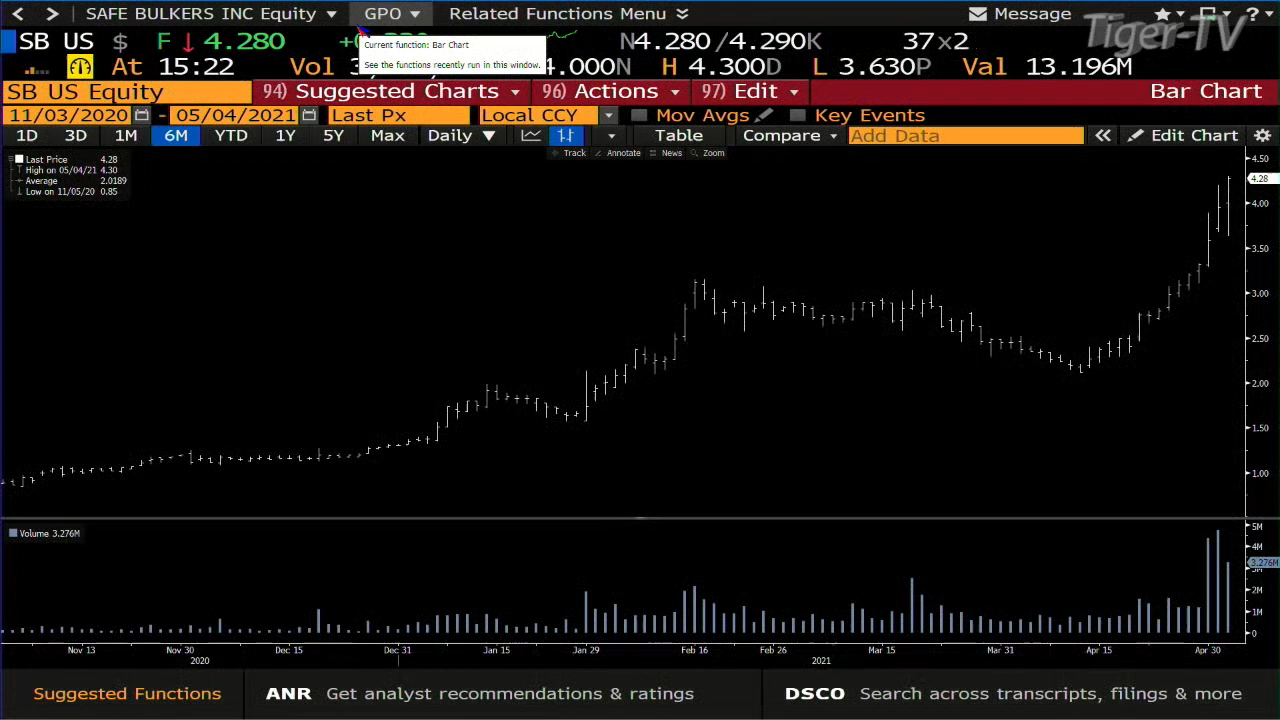 SAFE BULKERS INC Equity GPO Related Functions Menu Message ?
SB US $ F ↓ 4.280 N4.280/4.290K 37x2 Tiger-TV
Current function: Bar Chart
See the functions recently run in this window.
At 15:22 Vol 4.000N H 4.300D L 3.630P Val 13.196M
SB US Equity 94) Suggested Charts 96) Actions 97) Edit Bar Chart
11/03/2020 - 05/04/2021 Last Px Local CCY Mov Avgs Key Events
1D 3D 1M 6M YTD 1Y 5Y Max Daily ▼ Table Compare Add Data « Edit Chart
Track Annotate News Zoom
Last Price 4.28
High on 05/04/21 4.30
Average 2.0189
Low on 11/05/20 0.85
4.50
4.28
4.00
3.50
3.00
2.50
2.00
1.50
1.00
Volume 3.276M
5M
4M
3.276M
3M
2M
1M
0
Nov 13 Nov 30 Dec 15 Dec 31 Jan 15 Jan 29 Feb 16 Feb 26 Mar 15 Mar 31 Apr 15 Apr 30
2020 2021
Suggested Functions ANR Get analyst recommendations & ratings DSCO Search across transcripts, filings & more